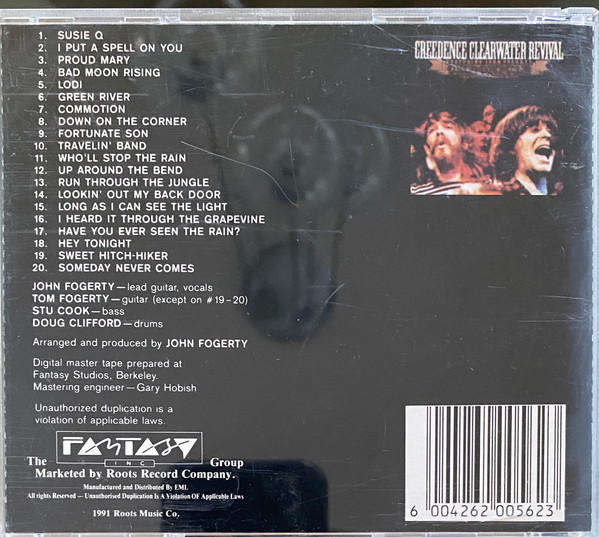 1. SUSIE Q
2. I PUT A SPELL ON YOU
3. PROUD MARY
4. BAD MOON RISING
5. LODI
6. GREEN RIVER
7. COMMOTION
8. DOWN ON THE CORNER
9. FORTUNATE SON
10. TRAVELIN' BAND
11. WHO'LL STOP THE RAIN
12. UP AROUND THE BEND
13. RUN THROUGH THE JUNGLE
14. LOOKIN' OUT MY BACK DOOR
15. LONG AS I CAN SEE THE LIGHT
16. I HEARD IT THROUGH THE GRAPEVINE
17. HAVE YOU EVER SEEN THE RAIN?
18. HEY TONIGHT
19. SWEET HITCH-HIKER
20. SOMEDAY NEVER COMES
JOHN FOGERTY—lead guitar, vocals
TOM FOGERTY—guitar (except on #19-20)
STU COOK—bass
DOUG CLIFFORD—drums
Arranged and produced by JOHN FOGERTY
Digital master tape prepared at
Fantasy Studios, Berkeley.
Mastering engineer—Gary Hobish
Unauthorized duplication is a
violation of applicable laws.
CREEDENCE CLEARWATER REVIVAL
FANTASY
INC
The Group
Marketed by Roots Record Company.
Manufactured and Distributed By EMI.
All rights Reserved — Unauthorised Duplication Is A Violation OF Applicable Laws
1991 Roots Music Co.
6 004262 005623